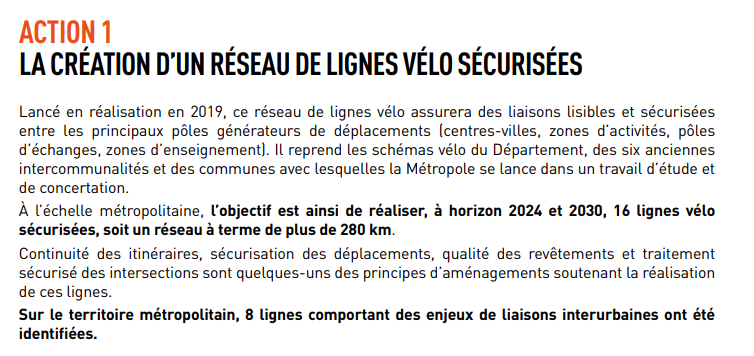 ACTION 1
LA CRÉATION D'UN RÉSEAU DE LIGNES VÉLO SÉCURISÉES
Lancé en réalisation en 2019, ce réseau de lignes vélo assurera des liaisons lisibles et sécurisées
entre les principaux pôles générateurs de déplacements (centres-villes, zones d'activités, pôles
d'échanges, zones d'enseignement). Il reprend les schémas vélo du Département, des six anciennes
intercommunalités et des communes avec lesquelles la Métropole se lance dans un travail d'étude et
de concertation.
À l'échelle métropolitaine, l'objectif est ainsi de réaliser, à horizon 2024 et 2030, 16 lignes vélo
sécurisées, soit un réseau à terme de plus de 280 km.
Continuité des itinéraires, sécurisation des déplacements, qualité des revêtements et traitement
sécurisé des intersections sont quelques-uns des principes d'aménagements soutenant la réalisation
de ces lignes.
Sur le territoire métropolitain, 8 lignes comportant des enjeux de liaisons interurbaines ont été
identifiées.